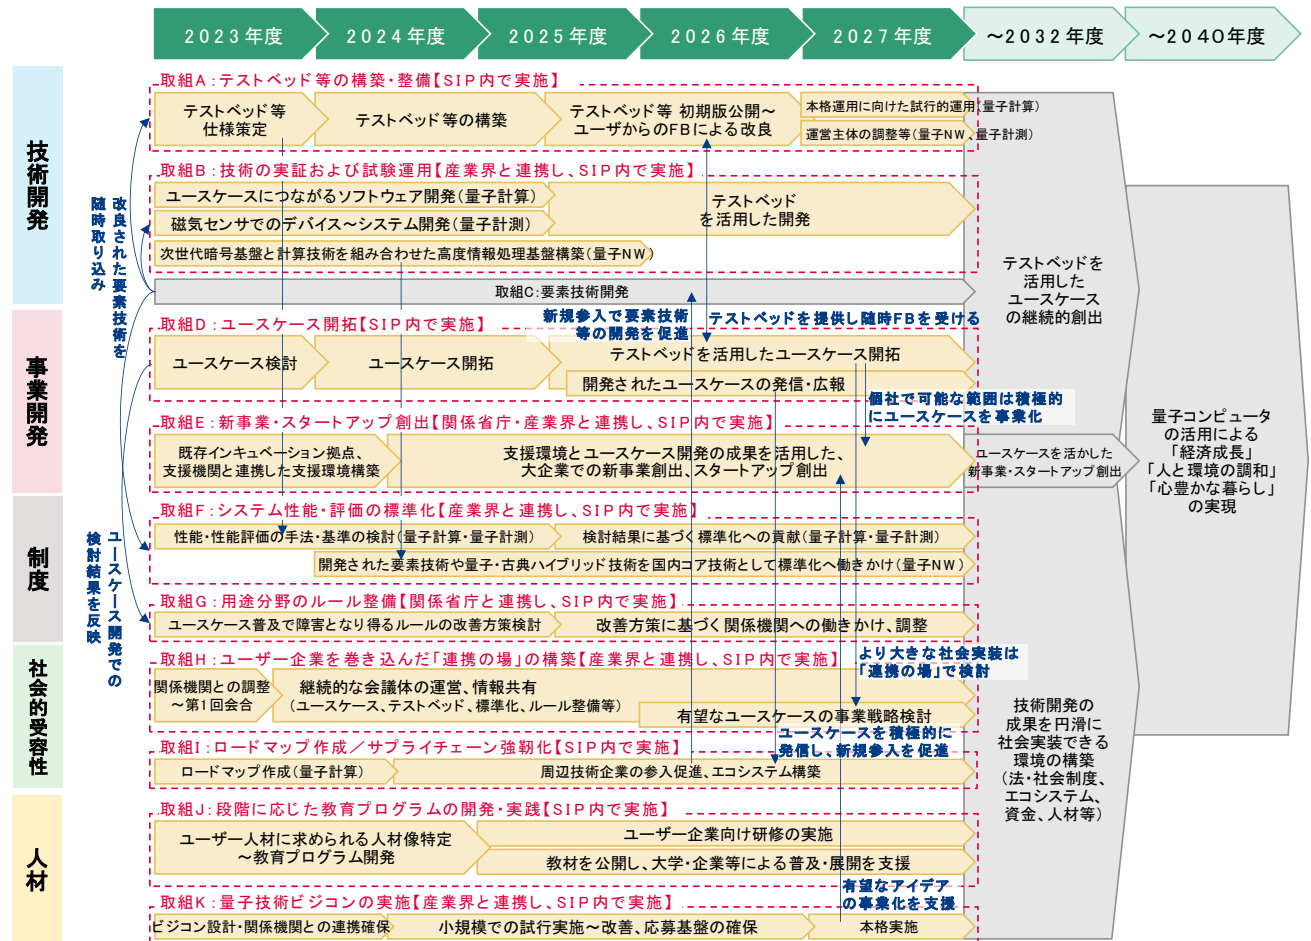 2023年度
2024年度
2025年度
2026年度
2027年度
～2032年度
～2040年度
技術開発
取組A:テストベッド等の構築・整備【SIP内で実施】
テストベッド等
仕様策定
テストベッド等の構築
テストベッド等 初期版公開～
ユーザからのFBによる改良
本格運用に向けた試行的運用(量子計算)
運営主体の調整等(量子NW、量子計測)
取組B:技術の実証および試験運用【産業界と連携し、SIP内で実施】
ユースケースにつながるソフトウェア開発(量子計算)
磁気センサでのデバイス～システム開発(量子計測)
次世代暗号基盤と計算技術を組み合わせた高度情報処理基盤構築(量子NW)
テストベッド
を活用した開発
取組C:要素技術開発
改良された要素技術を
随時取り込み
新規参入で要素技術
等の開発を促進
テストベッドを提供し随時FBを受ける
テストベッドを
活用した
ユースケース
の継続的創出
事業開発
取組D:ユースケース開拓【SIP内で実施】
ユースケース検討
ユースケース開拓
テストベッドを活用したユースケース開拓
開発されたユースケースの発信・広報
個社で可能な範囲は積極的
にユースケースを事業化
取組E:新事業・スタートアップ創出【関係省庁・産業界と連携し、SIP内で実施】
既存インキュベーション拠点、
支援機関と連携した支援環境構築
支援環境とユースケース開発の成果を活用した、
大企業での新事業創出、スタートアップ創出
ユースケースを活かした
新事業・スタートアップ創出
量子コンピュータ
の活用による
「経済成長」
「人と環境の調和」
「心豊かな暮らし」
の実現
制度
取組F:システム性能・評価の標準化【産業界と連携し、SIP内で実施】
性能・性能評価の手法・基準の検討(量子計算・量子計測)
検討結果に基づく標準化への貢献(量子計算・量子計測)
開発された要素技術や量子・古典ハイブリッド技術を国内コア技術として標準化へ働きかけ(量子NW)
ユースケース開発での
検討結果を反映
取組G:用途分野のルール整備【関係省庁と連携し、SIP内で実施】
ユースケース普及で障害となり得るルールの改善方策検討
改善方策に基づく関係機関への働きかけ、調整
社会的受容性
取組H:ユーザー企業を巻き込んだ「連携の場」の構築【産業界と連携し、SIP内で実施】
より大きな社会実装は
「連携の場」で検討
関係機関との調整
～第1回会合
継続的な会議体の運営、情報共有
(ユースケース、テストベッド、標準化、ルール整備等)
有望なユースケースの事業戦略検討
ユースケースを積極的に
発信し、新規参入を促進
取組I:ロードマップ作成／サプライチェーン強靭化【SIP内で実施】
ロードマップ作成(量子計算)
周辺技術企業の参入促進、エコシステム構築
技術開発の
成果を円滑に
社会実装できる
環境の構築
(法・社会制度、
エコシステム、
資金、人材等)
人材
取組J:段階に応じた教育プログラムの開発・実践【SIP内で実施】
ユーザー人材に求められる人材像特定
～教育プログラム開発
ユーザー企業向け研修の実施
教材を公開し、大学・企業等による普及・展開を支援
有望なアイデア
の事業化を支援
取組K:量子技術ビジコンの実施【産業界と連携し、SIP内で実施】
ビジコン設計・関係機関との連携確保
小規模での試行実施～改善、応募基盤の確保
本格実施